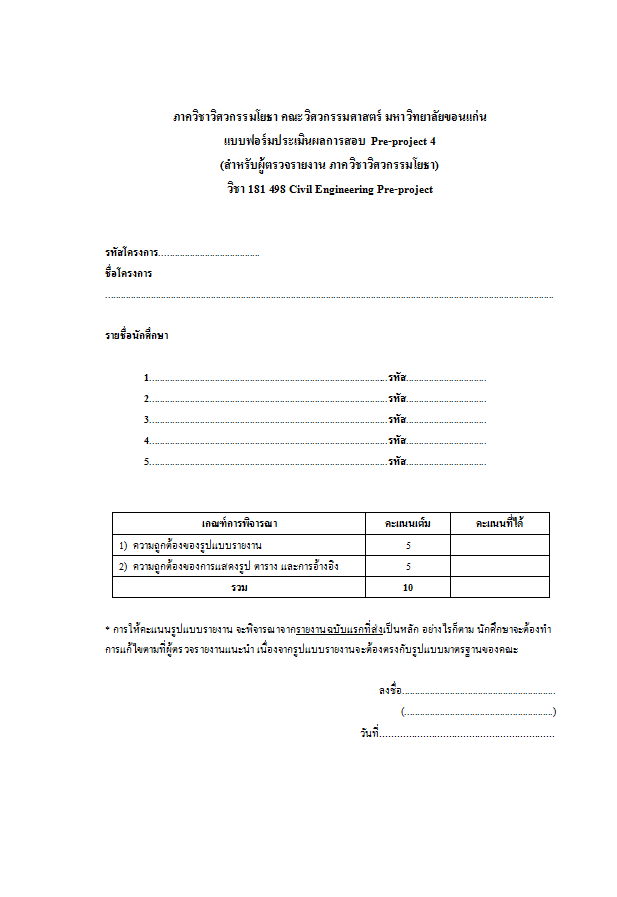 ภาควิชาวิศวกรรมโยธา คณะวิศวกรรมศาสตร์ มหาวิทยาลัยขอนแก่น
แบบฟอร์มประเมินผลการสอบ Pre-project 4
(สำหรับผู้ตรวจรายงาน ภาควิชาวิศวกรรมโยธา)
วิชา 181 498 Civil Engineering Pre-project
รหัสโครงการ....................................
ชื่อโครงการ
................................................................................................................................................................
รายชื่อนักศึกษา
1.....................................................................................รหัส.............................
2.....................................................................................รหัส.............................
3.....................................................................................รหัส.............................
4.....................................................................................รหัส.............................
5.....................................................................................รหัส.............................
เกณฑ์การพิจารณา คะแนนเต็ม คะแนนที่ได้
1) ความถูกต้องของรูปแบบรายงาน 5
2) ความถูกต้องของการแสดงรูป ตาราง และการอ้างอิง 5
รวม 10
* การให้คะแนนรูปแบบรายงาน จะพิจารณาจากรายงานฉบับแรกที่ส่งเป็นหลัก อย่างไรก็ตาม นักศึกษาจะต้องทำ
การแก้ไขตามที่ผู้ตรวจรายงานแนะนำ เนื่องจากรูปแบบรายงานจะต้องตรงกับรูปแบบมาตรฐานของคณะ
ลงชื่อ.......................................................
(.....................................................)
วันที่..............................................................